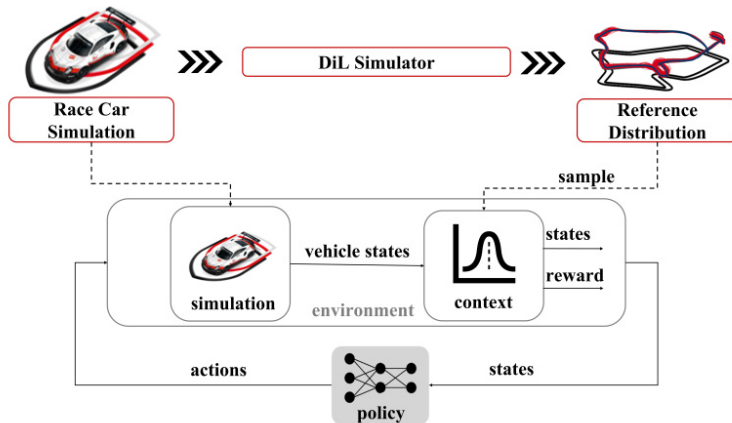 DiL Simulator
Race Car
Simulation
Reference
Distribution
sample
vehicle states
states
reward
simulation
context
environment
actions
states
policy